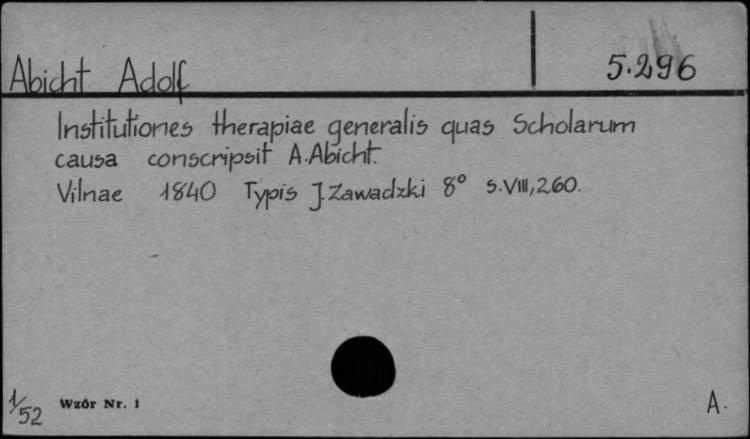 Abicht Adolf 5.296
Institutiones therapiae generalis quas Scholarum
causa conscripsit A.Abicht.
Vilnae 1840 Typis J.Zawadzki 8° s.VIII,260.
1/52 Wzór Nr. 1 A.